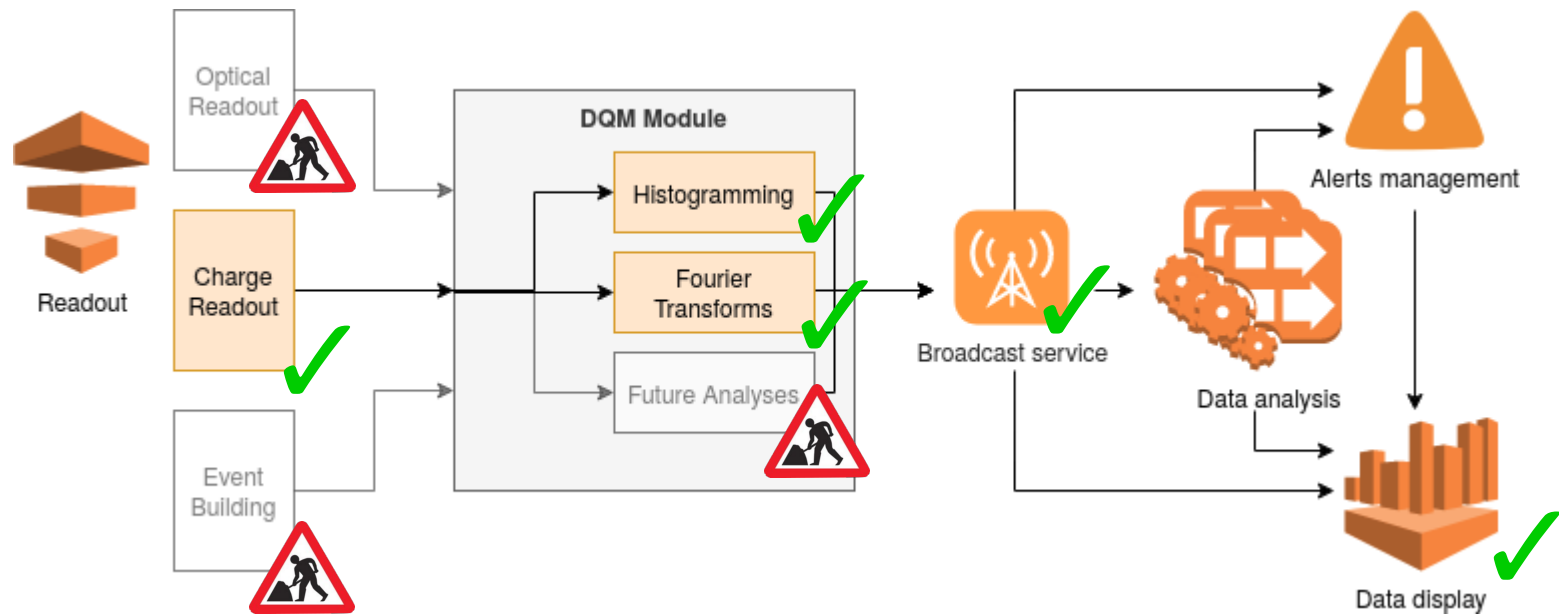 Readout
Optical
Readout
Charge
Readout
Event
Building
DQM Module
Histogramming
Fourier
Transforms
Future Analyses
Broadcast service
Data analysis
Alerts management
Data display